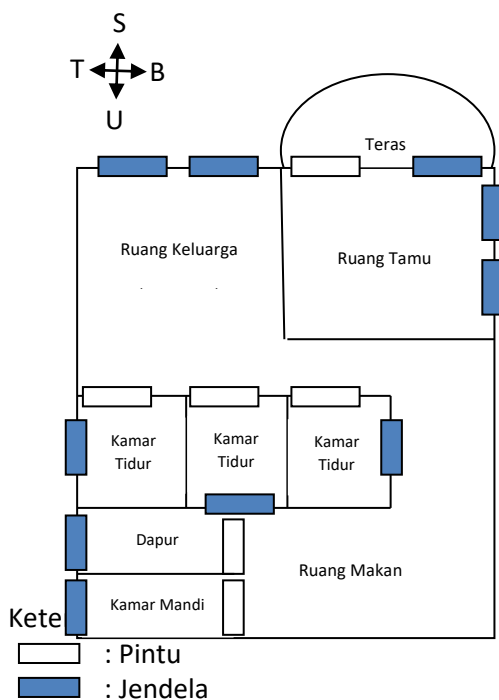 S
T B
U
Teras
Ruang Keluarga
Ruang Tamu
Kamar
Tidur
Kamar
Tidur
Kamar
Tidur
Dapur
Ruang Makan
Kamar Mandi
Kete
: Pintu
: Jendela